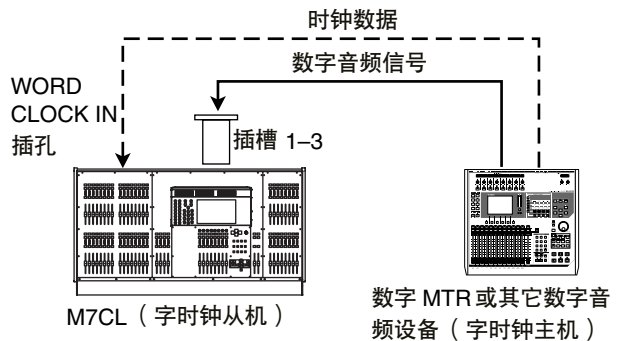 时钟数据
数字音频信号
WORD
CLOCK IN
插孔
插槽 1–3
M7CL（字时钟从机）
数字 MTR 或其它数字音
频设备（字时钟主机）